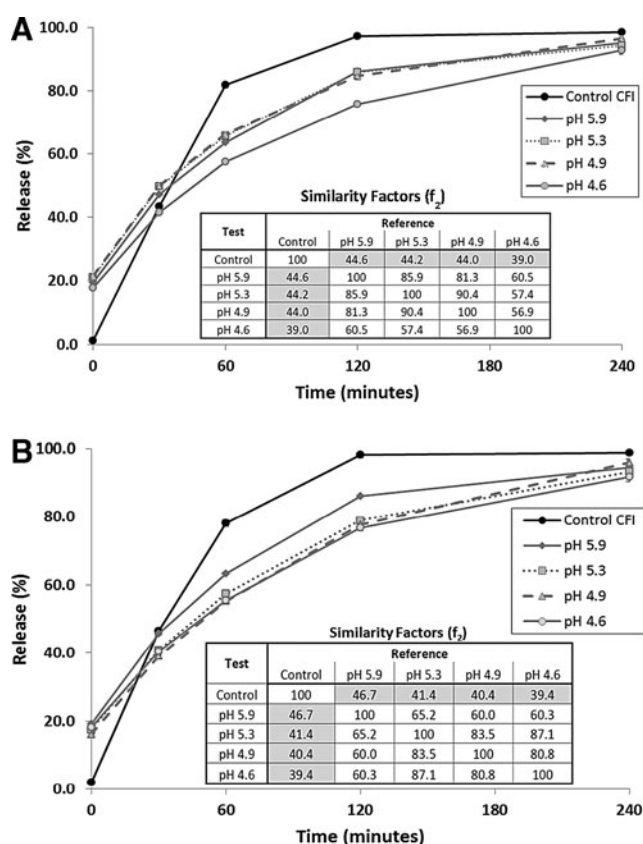 A
100.0
80.0
60.0
40.0
20.0
0.0
Release (%)
0
60
120
180
240
Time (minutes)
Control CFI
pH 5.9
pH 5.3
pH 4.9
pH 4.6
Similarity Factors (f2)
Test
Reference
Control pH 5.9 pH 5.3 pH 4.9 pH 4.6
Control 100 44.6 44.2 44.0 39.0
pH 5.9 44.6 100 85.9 81.3 60.5
pH 5.3 44.2 85.9 100 90.4 57.4
pH 4.9 44.0 81.3 90.4 100 56.9
pH 4.6 39.0 60.5 57.4 56.9 100
B
100.0
80.0
60.0
40.0
20.0
0.0
Release (%)
0
60
120
180
240
Time (minutes)
Control CFI
pH 5.9
pH 5.3
pH 4.9
pH 4.6
Similarity Factors (f2)
Test
Reference
Control pH 5.9 pH 5.3 pH 4.9 pH 4.6
Control 100 46.7 41.4 40.4 39.4
pH 5.9 46.7 100 65.2 60.0 60.3
pH 5.3 41.4 65.2 100 83.5 87.1
pH 4.9 40.4 60.0 83.5 100 80.8
pH 4.6 39.4 60.3 87.1 80.8 100